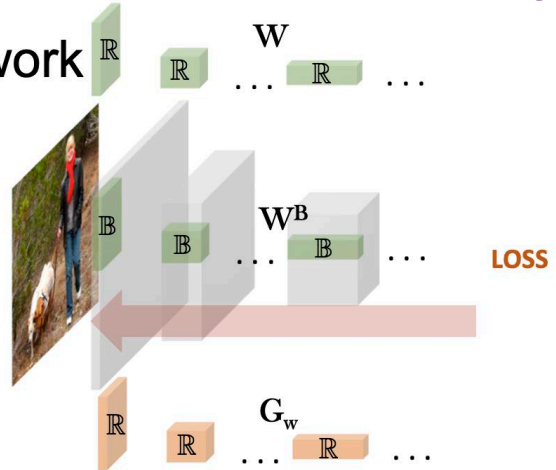 work
W
ℝ ℝ ... ℝ ...
W^B
𝔹 𝔹 ... 𝔹 ...
LOSS
G_w
ℝ ℝ ... ℝ ...